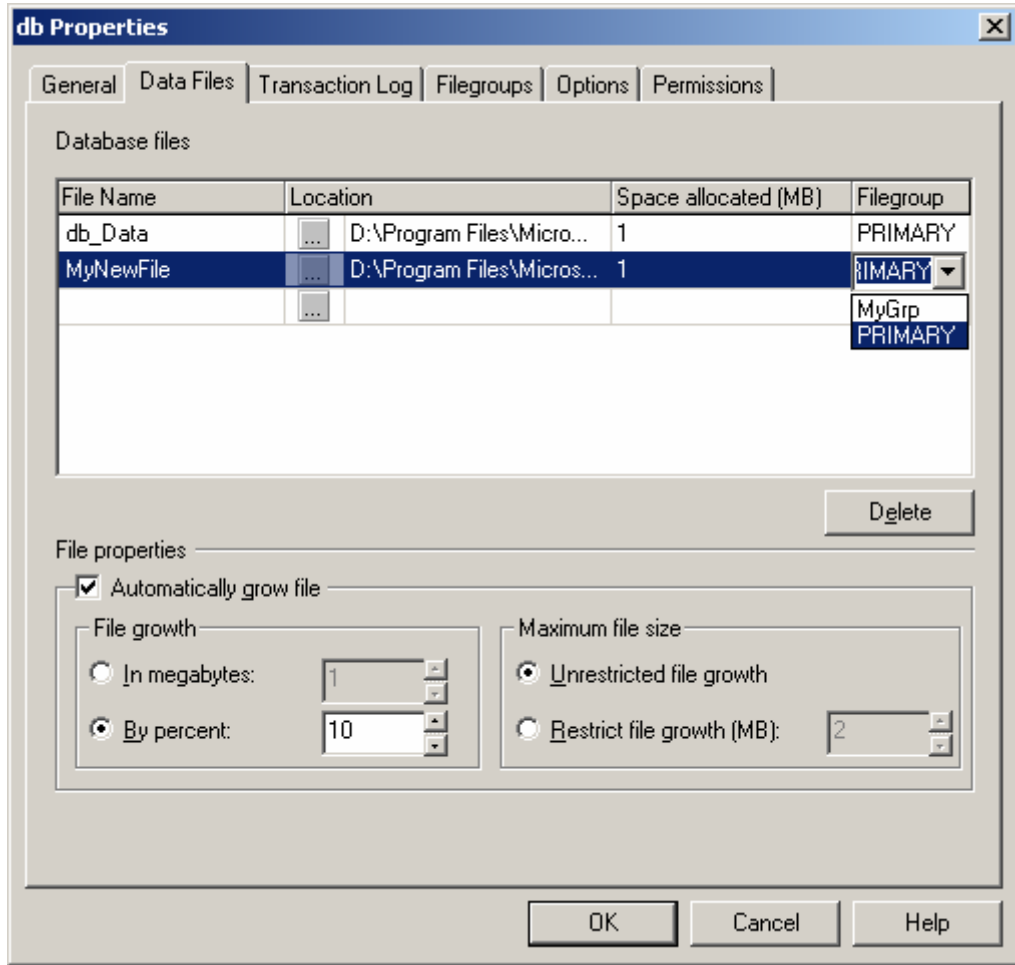 db Properties
General Data Files Transaction Log Filegroups Options Permissions
Database files
File Name Location Space allocated (MB) Filegroup
db_Data ... D:\Program Files\Micro... 1 PRIMARY
MyNewFile ... D:\Program Files\Micros... 1 RIMARY
...
MyGrp
PRIMARY
Delete
File properties
Automatically grow file
File growth
In megabytes: 1
By percent: 10
Maximum file size
Unrestricted file growth
Restrict file growth (MB): 2
OK Cancel Help